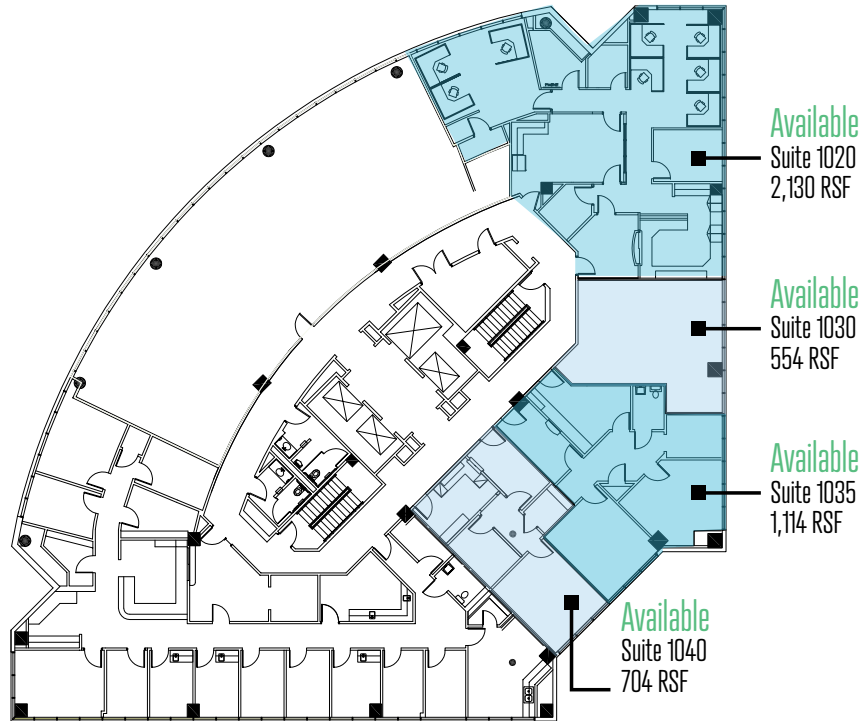 Available
Suite 1020
2,130 RSF
Available
Suite 1030
554 RSF
Available
Suite 1035
1,114 RSF
Available
Suite 1040
704 RSF